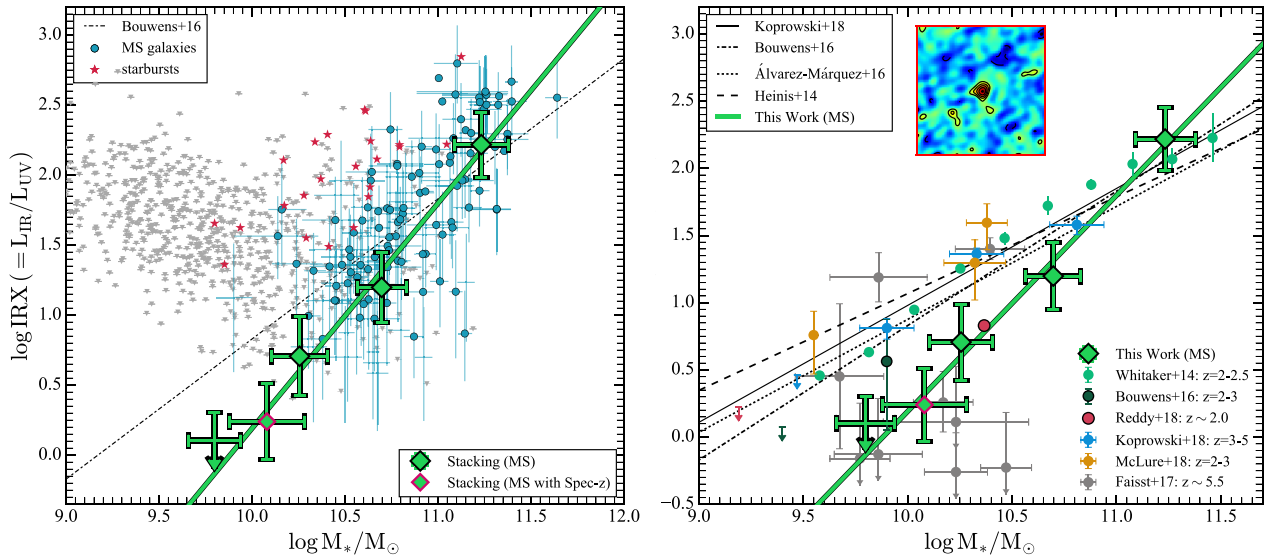 3.0
2.5
2.0
1.5
1.0
0.5
0.0
log IRX ( = L_IR/L_UV)
Bouwens+16
MS galaxies
starbursts
Stacking (MS)
Stacking (MS with Spec-z)
9.0 9.5 10.0 10.5 11.0 11.5 12.0
log M_*/M_⊙
3.0
2.5
2.0
1.5
1.0
0.5
0.0
−0.5
Koprowski+18
Bouwens+16
Álvarez-Márquez+16
Heinis+14
This Work (MS)
This Work (MS)
Whitaker+14: z=2-2.5
Bouwens+16: z=2-3
Reddy+18: z ∼ 2.0
Koprowski+18: z=3-5
McLure+18: z=2-3
Faisst+17: z ∼ 5.5
9.0 9.5 10.0 10.5 11.0 11.5
log M_*/M_⊙